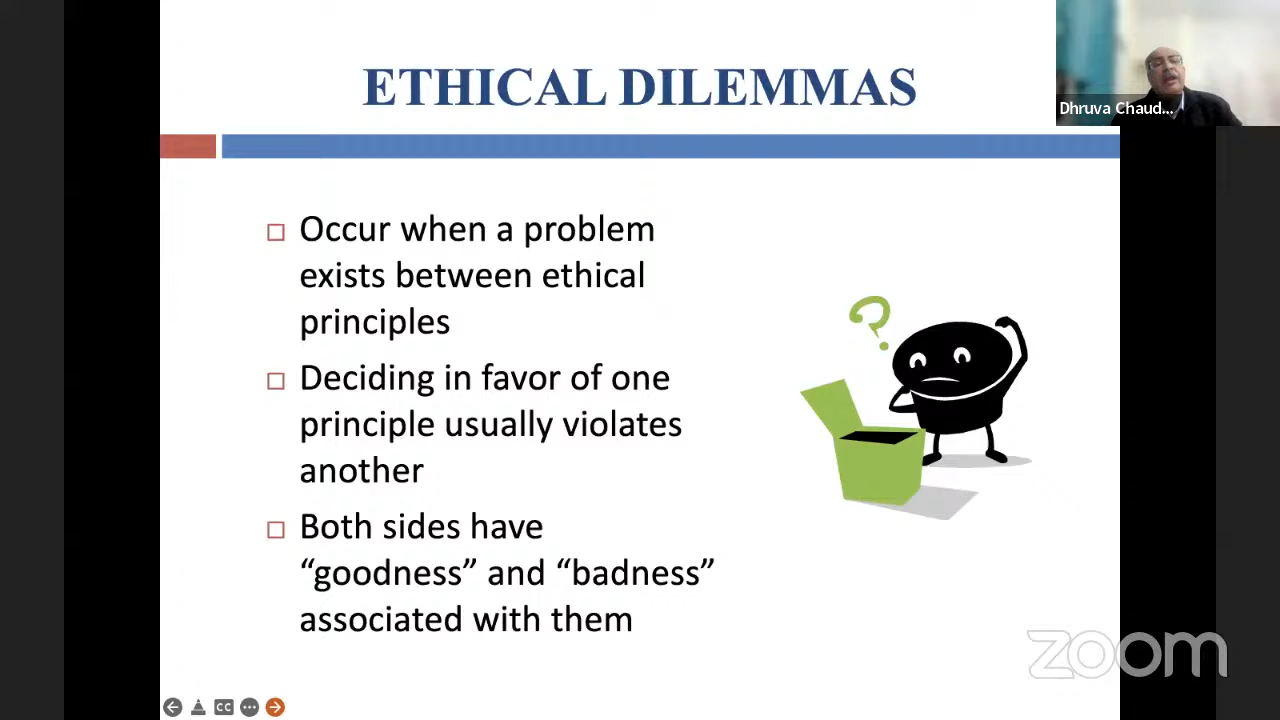 ETHICAL DILEMMAS
Dhruva Chaud...
□ Occur when a problem
exists between ethical
principles
?
□ Deciding in favor of one
principle usually violates
another
□ Both sides have
“goodness” and “badness”
associated with them
zoom
CC